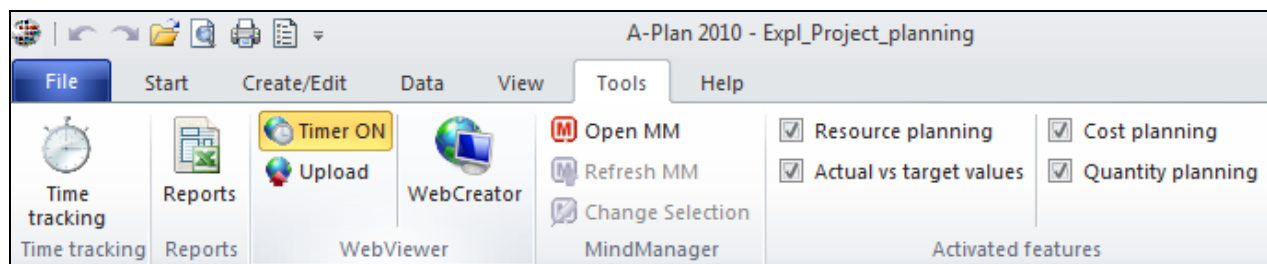 A-Plan 2010 - Expl_Project_planning
File Start Create/Edit Data View Tools Help
Timer ON Open MM Resource planning Cost planning
Upload Refresh MM Actual vs target values Quantity planning
Time Reports WebCreator
tracking Change Selection
Time tracking Reports WebViewer MindManager Activated features